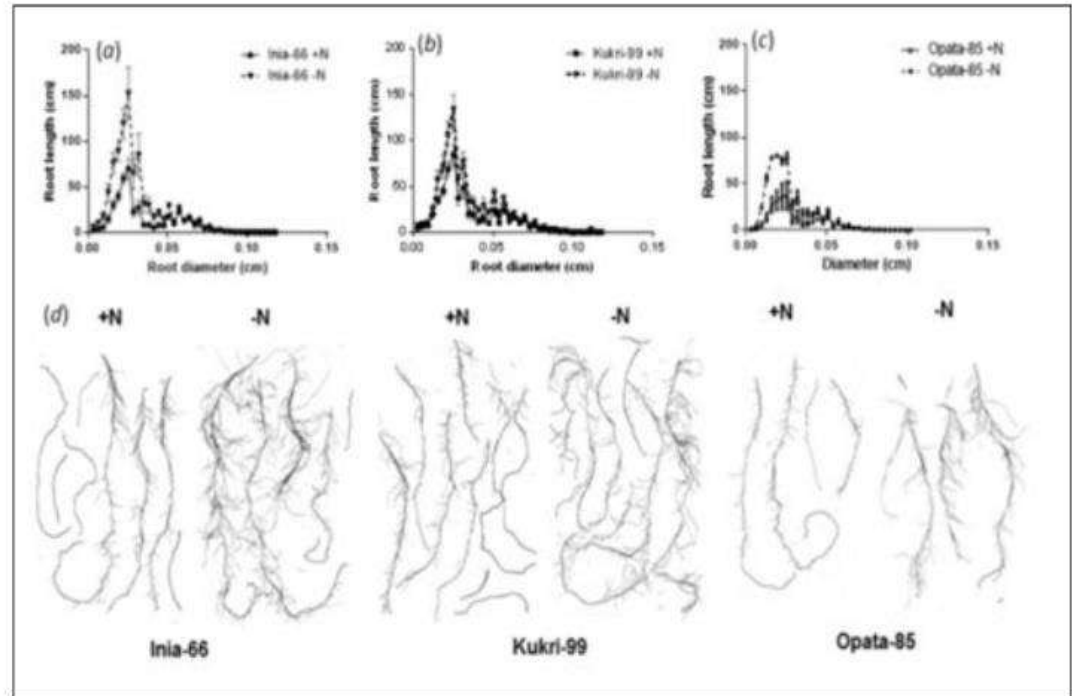 (a)
Inia-66 +N
Inia-66 -N
200
150
100
50
0
0.00 0.05 0.10 0.15
Root length (cm)
Root diameter (cm)
(b)
Kukri-99 +N
Kukri-99 -N
200
150
100
50
0
0.00 0.05 0.10 0.15
Root length (cm)
Root diameter (cm)
(c)
Opata-85 +N
Opata-85 -N
200
150
100
50
0
0.00 0.05 0.10 0.15
Root length (cm)
Diameter (cm)
(d)
+N -N +N -N +N -N
Inia-66 Kukri-99 Opata-85